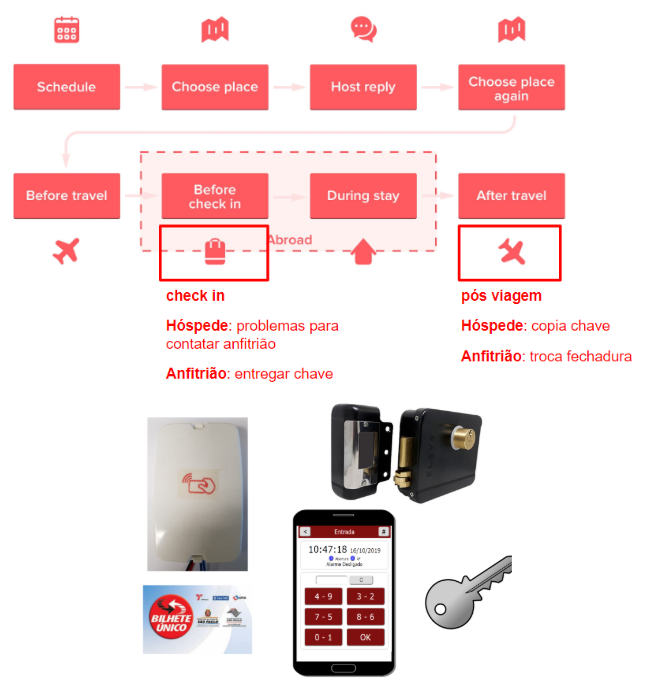 Schedule
Choose place
Host reply
Choose place
again
Before travel
Before
check in
During stay
After travel
Abroad
check in
Hóspede: problemas para
contatar anfitrião
Anfitrião: entregar chave
pós viagem
Hóspede: copia chave
Anfitrião: troca fechadura
< Entrada #
10:47:18 16/10/2019
Alarme Desligado
C
4 - 9 3 - 2
7 - 5 8 - 6
0 - 1 OK
BILHETE
ÚNICO
SÃO PAULO